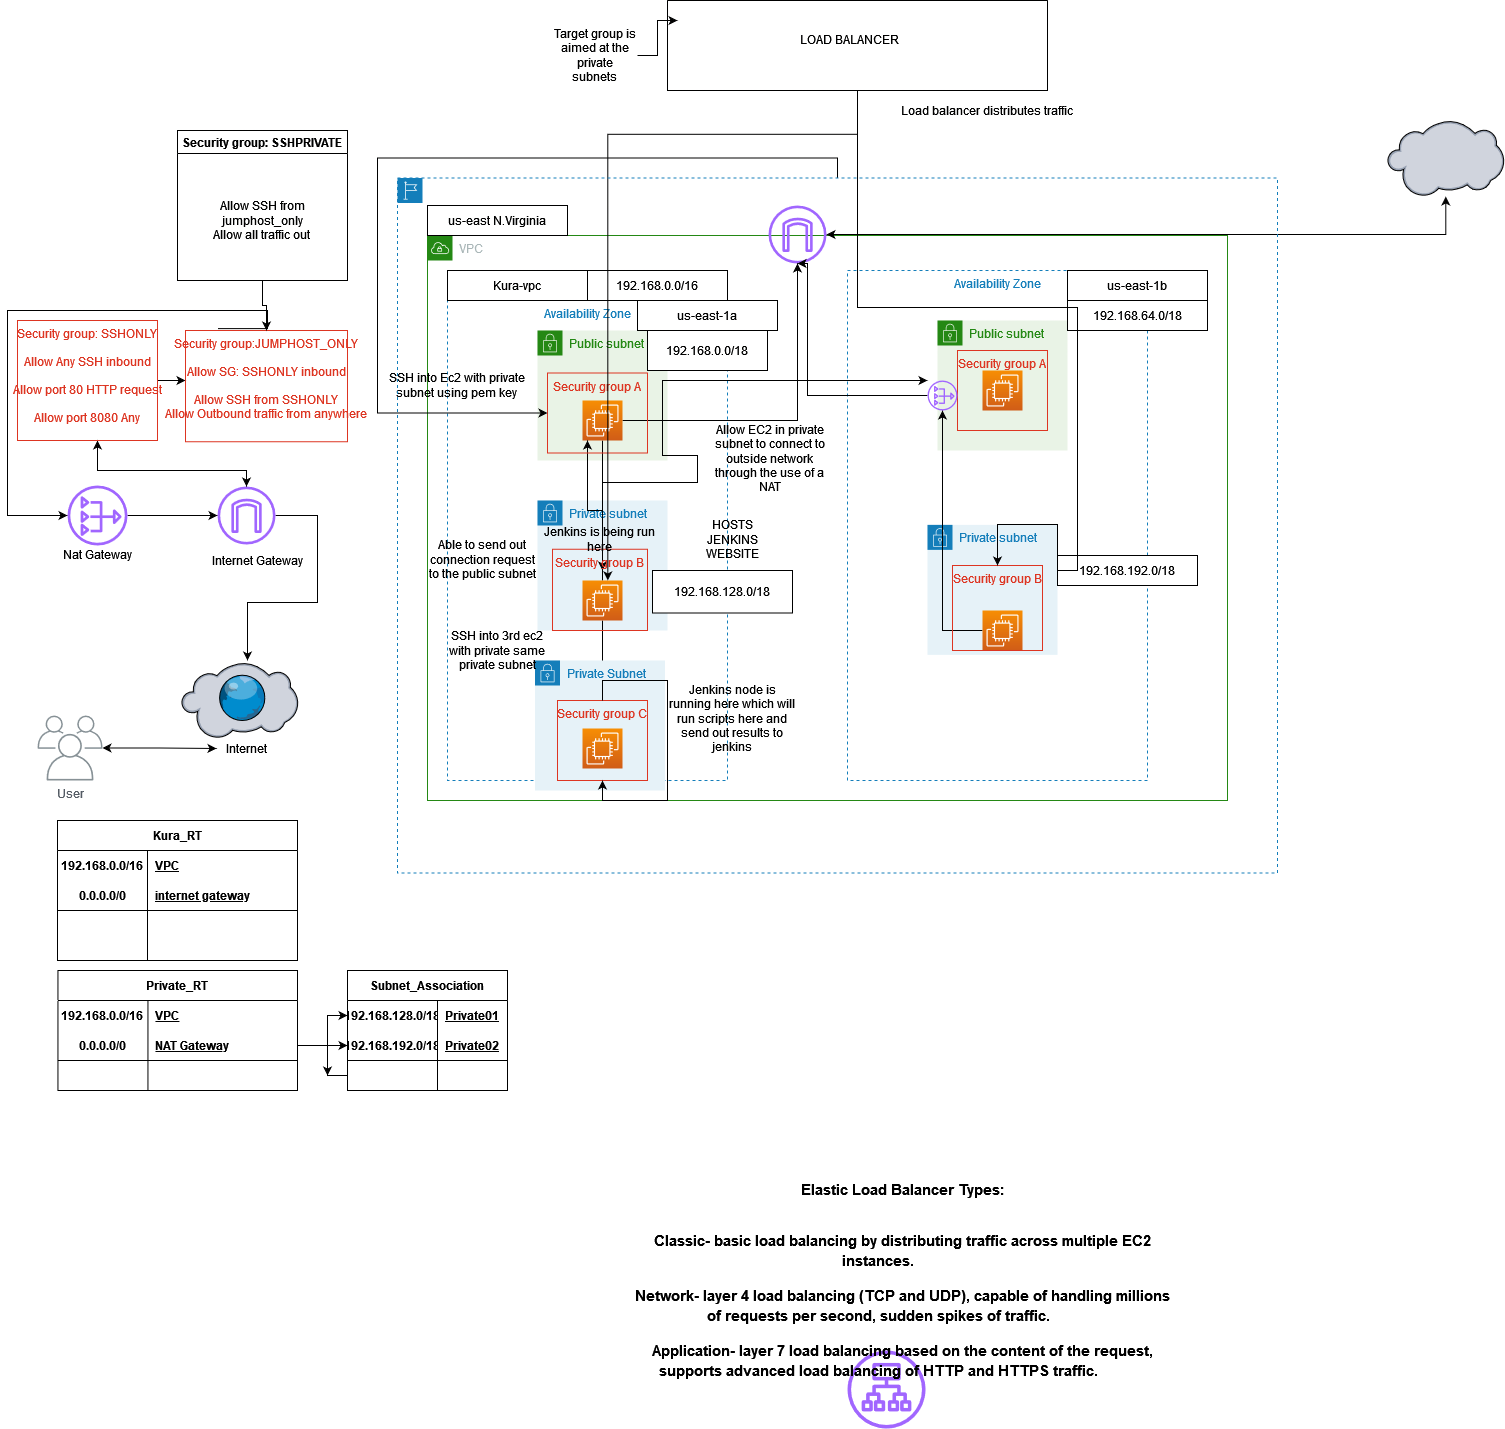 LOAD BALANCER
Target group is
aimed at the
private
subnets
Load balancer distributes traffic
Security group: SSHPRIVATE
Allow SSH from
jumphost_only
Allow all traffic out
us-east N.Virginia
VPC
Kura-vpc
192.168.0.0/16
Availability Zone
us-east-1a
Public subnet
192.168.0.0/18
Security group A
SSH into Ec2 with private
subnet using pem key
Availability Zone
us-east-1b
192.168.64.0/18
Public subnet
Security group A
Security group: SSHONLY
Allow Any SSH inbound
Allow port 80 HTTP request
Allow port 8080 Any
Security group:JUMPHOST_ONLY
Allow SG: SSHONLY inbound
Allow SSH from SSHONLY
Allow Outbound traffic from anywhere
Allow EC2 in private
subnet to connect to
outside network
through the use of a
NAT
Nat Gateway
Internet Gateway
Private subnet
Jenkins is being run
here
Security group B
HOSTS
JENKINS
WEBSITE
Able to send out
connection request
to the public subnet
192.168.128.0/18
Private subnet
Security group B
192.168.192.0/18
SSH into 3rd ec2
with private same
private subnet
Private Subnet
Security group C
Jenkins node is
running here which will
run scripts here and
send out results to
jenkins
Internet
User
Kura_RT
192.168.0.0/16 VPC
0.0.0.0/0 internet gateway
Private_RT
192.168.0.0/16 VPC
0.0.0.0/0 NAT Gateway
Subnet_Association
192.168.128.0/18 Private01
192.168.192.0/18 Private02
Elastic Load Balancer Types:
Classic- basic load balancing by distributing traffic across multiple EC2
instances.
Network- layer 4 load balancing (TCP and UDP), capable of handling millions
of requests per second, sudden spikes of traffic.
Application- layer 7 load balancing based on the content of the request,
supports advanced load balancing of HTTP and HTTPS traffic.